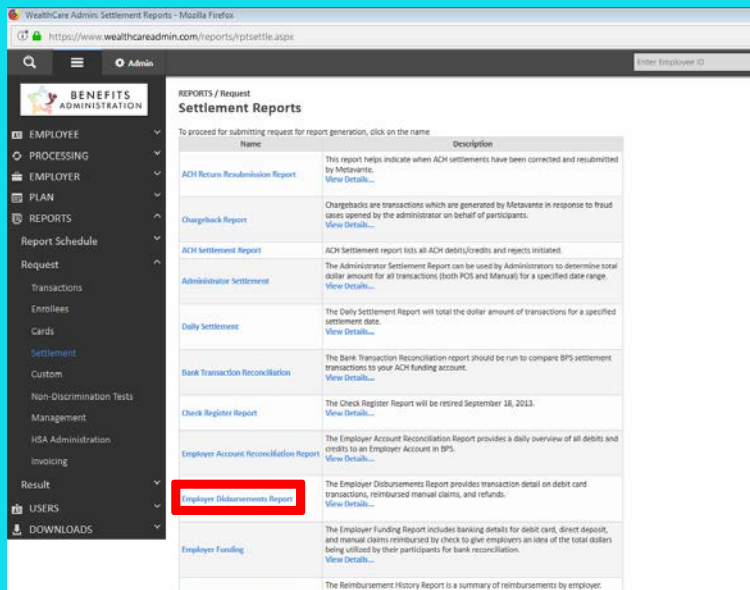 WealthCare Admin: Settlement Reports - Mozilla Firefox
https://www.wealthcareadmin.com/reports/rptsettle.aspx
Admin
Enter Employee ID
BENEFITS
ADMINISTRATION
EMPLOYEE
PROCESSING
EMPLOYER
PLAN
REPORTS
Report Schedule
Request
Transactions
Enrollees
Cards
Settlement
Custom
Non-Discrimination Tests
Management
HSA Administration
Invoicing
Result
USERS
DOWNLOADS
REPORTS / Request
Settlement Reports
To proceed for submitting request for report generation, click on the name
Name
Description
ACH Return Resubmission Report
This report helps indicate when ACH settlements have been corrected and resubmitted
by Metavante.
View Details...
Chargeback Report
Chargebacks are transactions which are generated by Metavante in response to fraud
cases opened by the administrator on behalf of participants.
View Details...
ACH Settlement Report
ACH Settlement report lists all ACH debits/credits and rejects initiated.
Administrator Settlement
The Administrator Settlement Report can be used by Administrators to determine total
dollar amount for all transactions (both POS and Manual) for a specified date range.
View Details...
Daily Settlement
The Daily Settlement Report will total the dollar amount of transactions for a specified
settlement date.
View Details...
Bank Transaction Reconciliation
The Bank Transaction Reconciliation report should be run to compare BPS settlement
transactions to your ACH funding account.
View Details...
Check Register Report
The Check Register Report will be retired September 18, 2013.
View Details...
Employer Account Reconciliation Report
The Employer Account Reconciliation Report provides a daily overview of all debits and
credits to an Employer Account in BPS.
View Details...
Employer Disbursements Report
The Employer Disbursements Report provides transaction detail on debit card
transactions, reimbursed manual claims, and refunds.
View Details...
Employer Funding
The Employer Funding Report includes banking details for debit card, direct deposit,
and manual claims reimbursed by check to give employers an idea of the total dollars
being utilized by their participants for bank reconciliation.
View Details...
The Reimbursement History Report is a summary of reimbursements by employer.